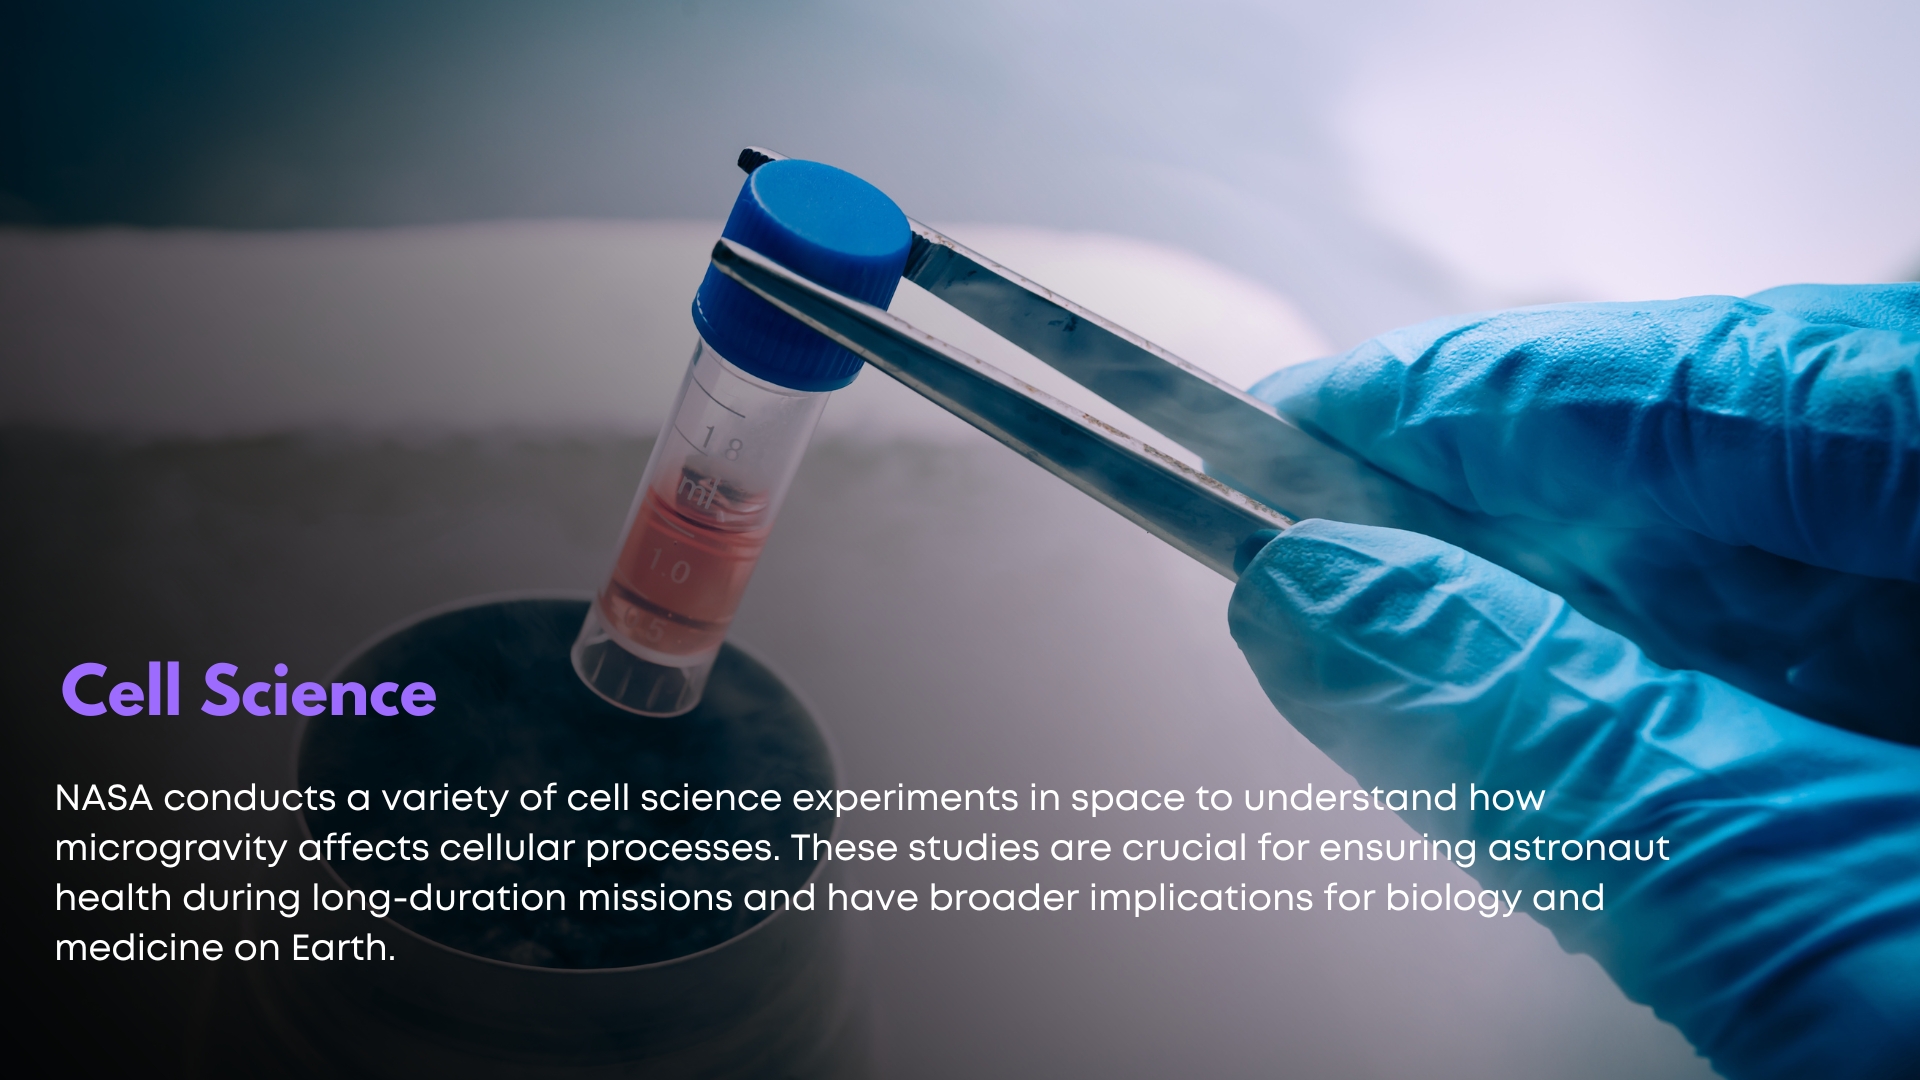 1.8
ml
1.0
0.5
Cell Science
NASA conducts a variety of cell science experiments in space to understand how
microgravity affects cellular processes. These studies are crucial for ensuring astronaut
health during long-duration missions and have broader implications for biology and
medicine on Earth.